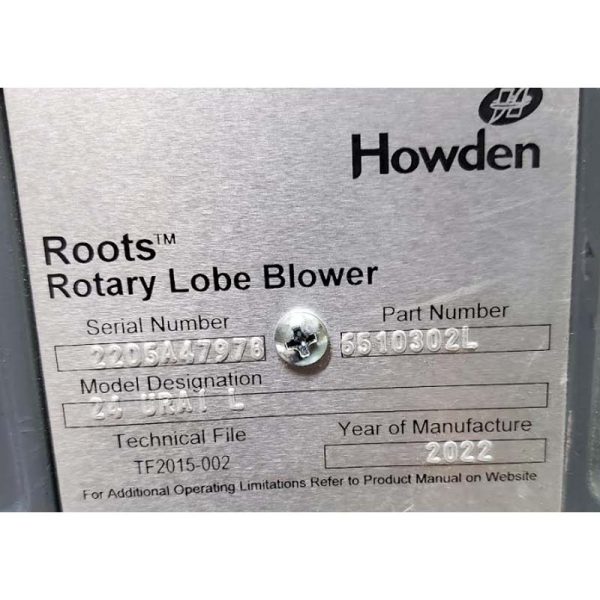 Howden
Roots™
Rotary Lobe Blower
Serial Number Part Number
2205A47978 6510302L
Model Designation
24 URAI L
Technical File Year of Manufacture
TF2015-002 2022
For Additional Operating Limitations Refer to Product Manual on Website